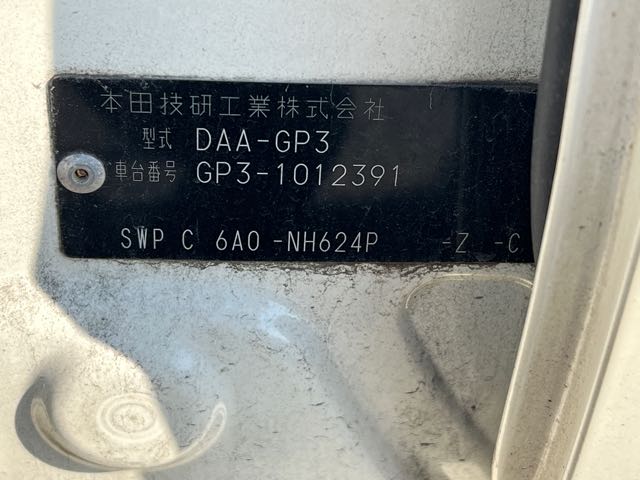 本田技研工業株式会社
型式 DAA-GP3
車台番号 GP3-1012391
SWP C 6A0 -NH624P -Z -C